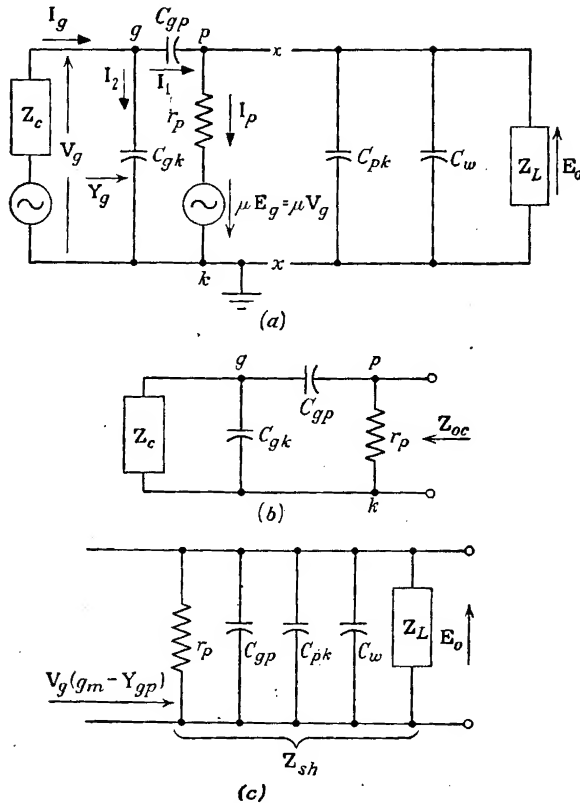 I_g g C_gp p x
I_2 I_1 r_p I_p
Z_c V_g C_gk C_pk C_w Z_L E_o
Y_g μE_g = μV_g
k x
(a)
g p
C_gp
Z_c C_gk r_p Z_oc
k
(b)
r_p C_gp C_pk C_w Z_L E_o
V_g(g_m − Y_gp)
Z_sh
(c)